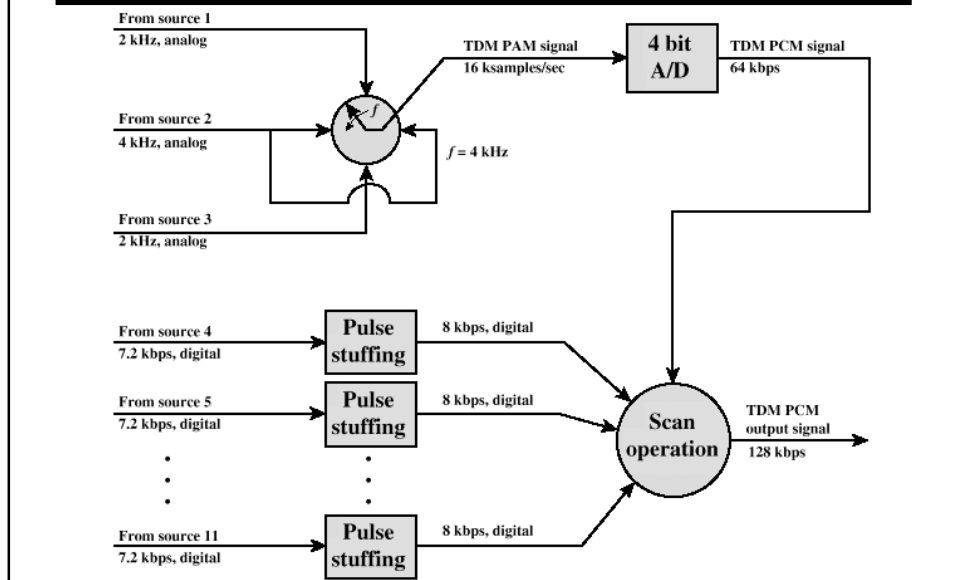 From source 1
2 kHz, analog
TDM PAM signal
16 ksamples/sec
4 bit
A/D
TDM PCM signal
64 kbps
f
From source 2
4 kHz, analog
f = 4 kHz
From source 3
2 kHz, analog
From source 4
7.2 kbps, digital
Pulse
stuffing
8 kbps, digital
From source 5
7.2 kbps, digital
Pulse
stuffing
8 kbps, digital
Scan
operation
TDM PCM
output signal
128 kbps
From source 11
7.2 kbps, digital
Pulse
stuffing
8 kbps, digital